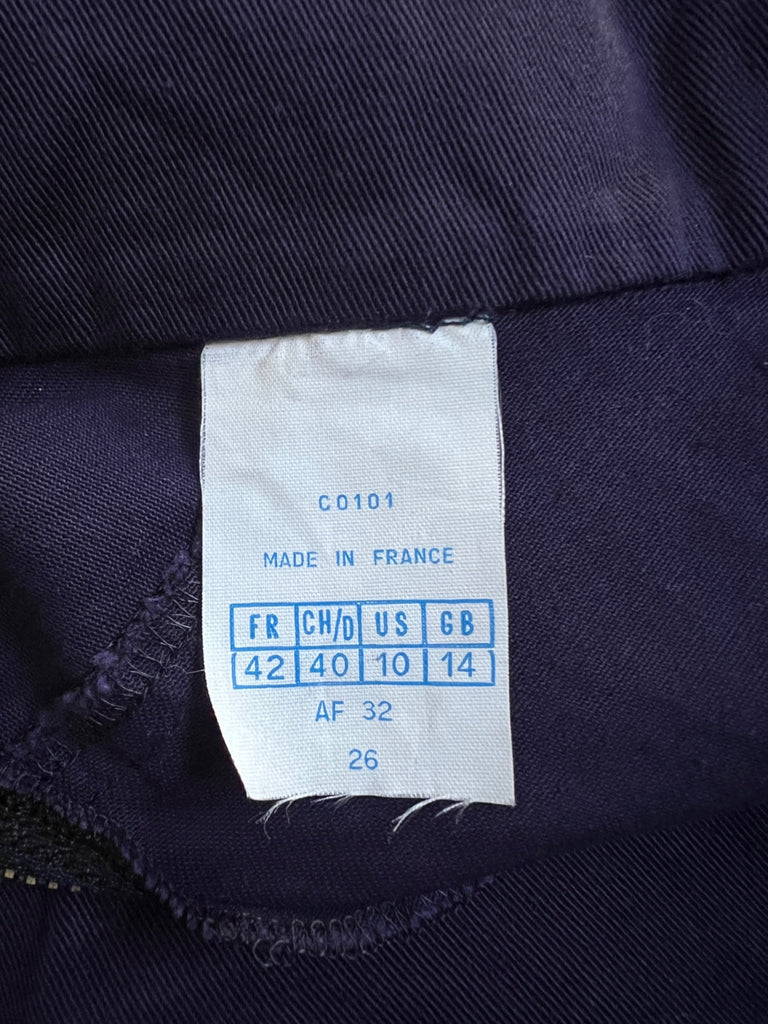 C0101
MADE IN FRANCE
FR CH/D US GB
42 40 10 14
AF 32
26